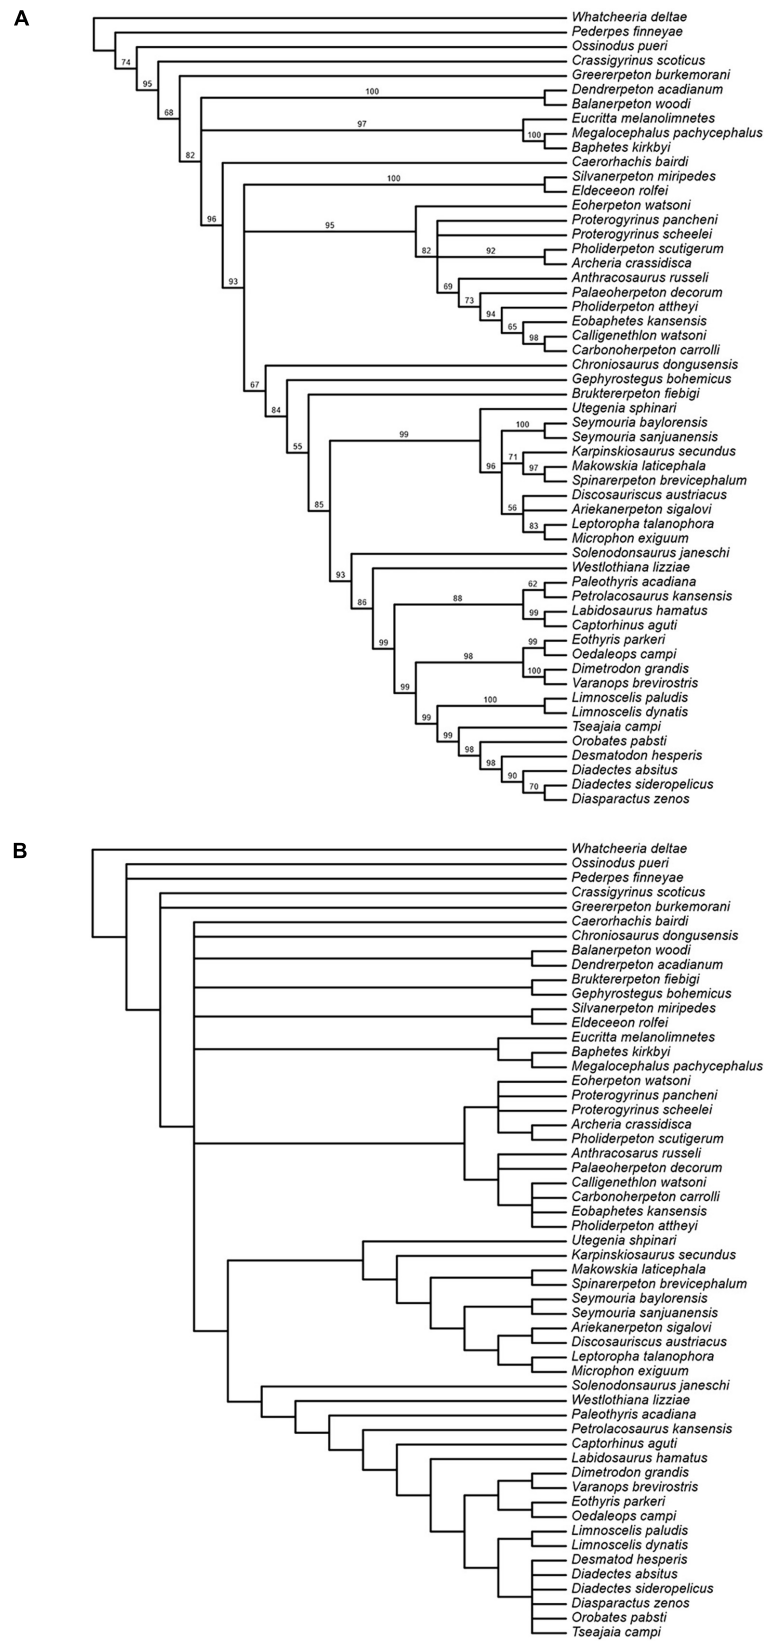 A
Whatcheeria deltae
Pederpes finneyae
74
Ossinodus pueri
95
Crassigyrinus scoticus
68
Greererpeton burkemorani
82
100
Dendrerpeton acadianum
Balanerpeton woodi
97
Eucritta melanolimnetes
100
Megalocephalus pachycephalus
Baphetes kirkbyi
96
Caerorhachis bairdi
93
100
Silvanerpeton miripedes
Eldeceeon rolfei
95
Eoherpeton watsoni
82
Proterogyrinus pancheni
Proterogyrinus scheelei
92
Pholiderpeton scutigerum
Archeria crassidisca
69
Anthracosaurus russeli
73
Palaeoherpeton decorum
94
Pholiderpeton attheyi
65
Eobaphetes kansensis
98
Calligenethlon watsoni
Carbonoherpeton carrolli
67
Chroniosaurus dongusensis
84
Gephyrostegus bohemicus
55
Bruktererpeton fiebigi
85
99
Utegenia sphinari
96
100
Seymouria baylorensis
Seymouria sanjuanensis
71
Karpinskiosaurus secundus
97
Makowskia laticephala
Spinarerpeton brevicephalum
56
Discosauriscus austriacus
Ariekanerpeton sigalovi
83
Leptoropha talanophora
Microphon exiguum
93
Solenodonsaurus janeschi
86
Westlothiana lizziae
99
88
62
Paleothyris acadiana
Petrolacosaurus kansensis
99
Labidosaurus hamatus
Captorhinus aguti
99
98
99
Eothyris parkeri
Oedaleops campi
100
Dimetrodon grandis
Varanops brevirostris
99
100
Limnoscelis paludis
Limnoscelis dynatis
99
Tseajaia campi
98
Orobates pabsti
98
Desmatodon hesperis
90
Diadectes absitus
70
Diadectes sideropelicus
Diasparactus zenos
B
Whatcheeria deltae
Ossinodus pueri
Pederpes finneyae
Crassigyrinus scoticus
Greererpeton burkemorani
Caerorhachis bairdi
Chroniosaurus dongusensis
Balanerpeton woodi
Dendrerpeton acadianum
Bruktererpeton fiebigi
Gephyrostegus bohemicus
Silvanerpeton miripedes
Eldeceeon rolfei
Eucritta melanolimnetes
Baphetes kirkbyi
Megalocephalus pachycephalus
Eoherpeton watsoni
Proterogyrinus pancheni
Proterogyrinus scheelei
Archeria crassidisca
Pholiderpeton scutigerum
Anthracosarus russeli
Palaeoherpeton decorum
Calligenethlon watsoni
Carbonoherpeton carrolli
Eobaphetes kansensis
Pholiderpeton attheyi
Utegenia shpinari
Karpinskiosaurus secundus
Makowskia laticephala
Spinarerpeton brevicephalum
Seymouria baylorensis
Seymouria sanjuanensis
Ariekanerpeton sigalovi
Discosauriscus austriacus
Leptoropha talanophora
Microphon exiguum
Solenodonsaurus janeschi
Westlothiana lizziae
Paleothyris acadiana
Petrolacosaurus kansensis
Captorhinus aguti
Labidosaurus hamatus
Dimetrodon grandis
Varanops brevirostris
Eothyris parkeri
Oedaleops campi
Limnoscelis paludis
Limnoscelis dynatis
Desmatod hesperis
Diadectes absitus
Diadectes sideropelicus
Diasparactus zenos
Orobates pabsti
Tseajaia campi